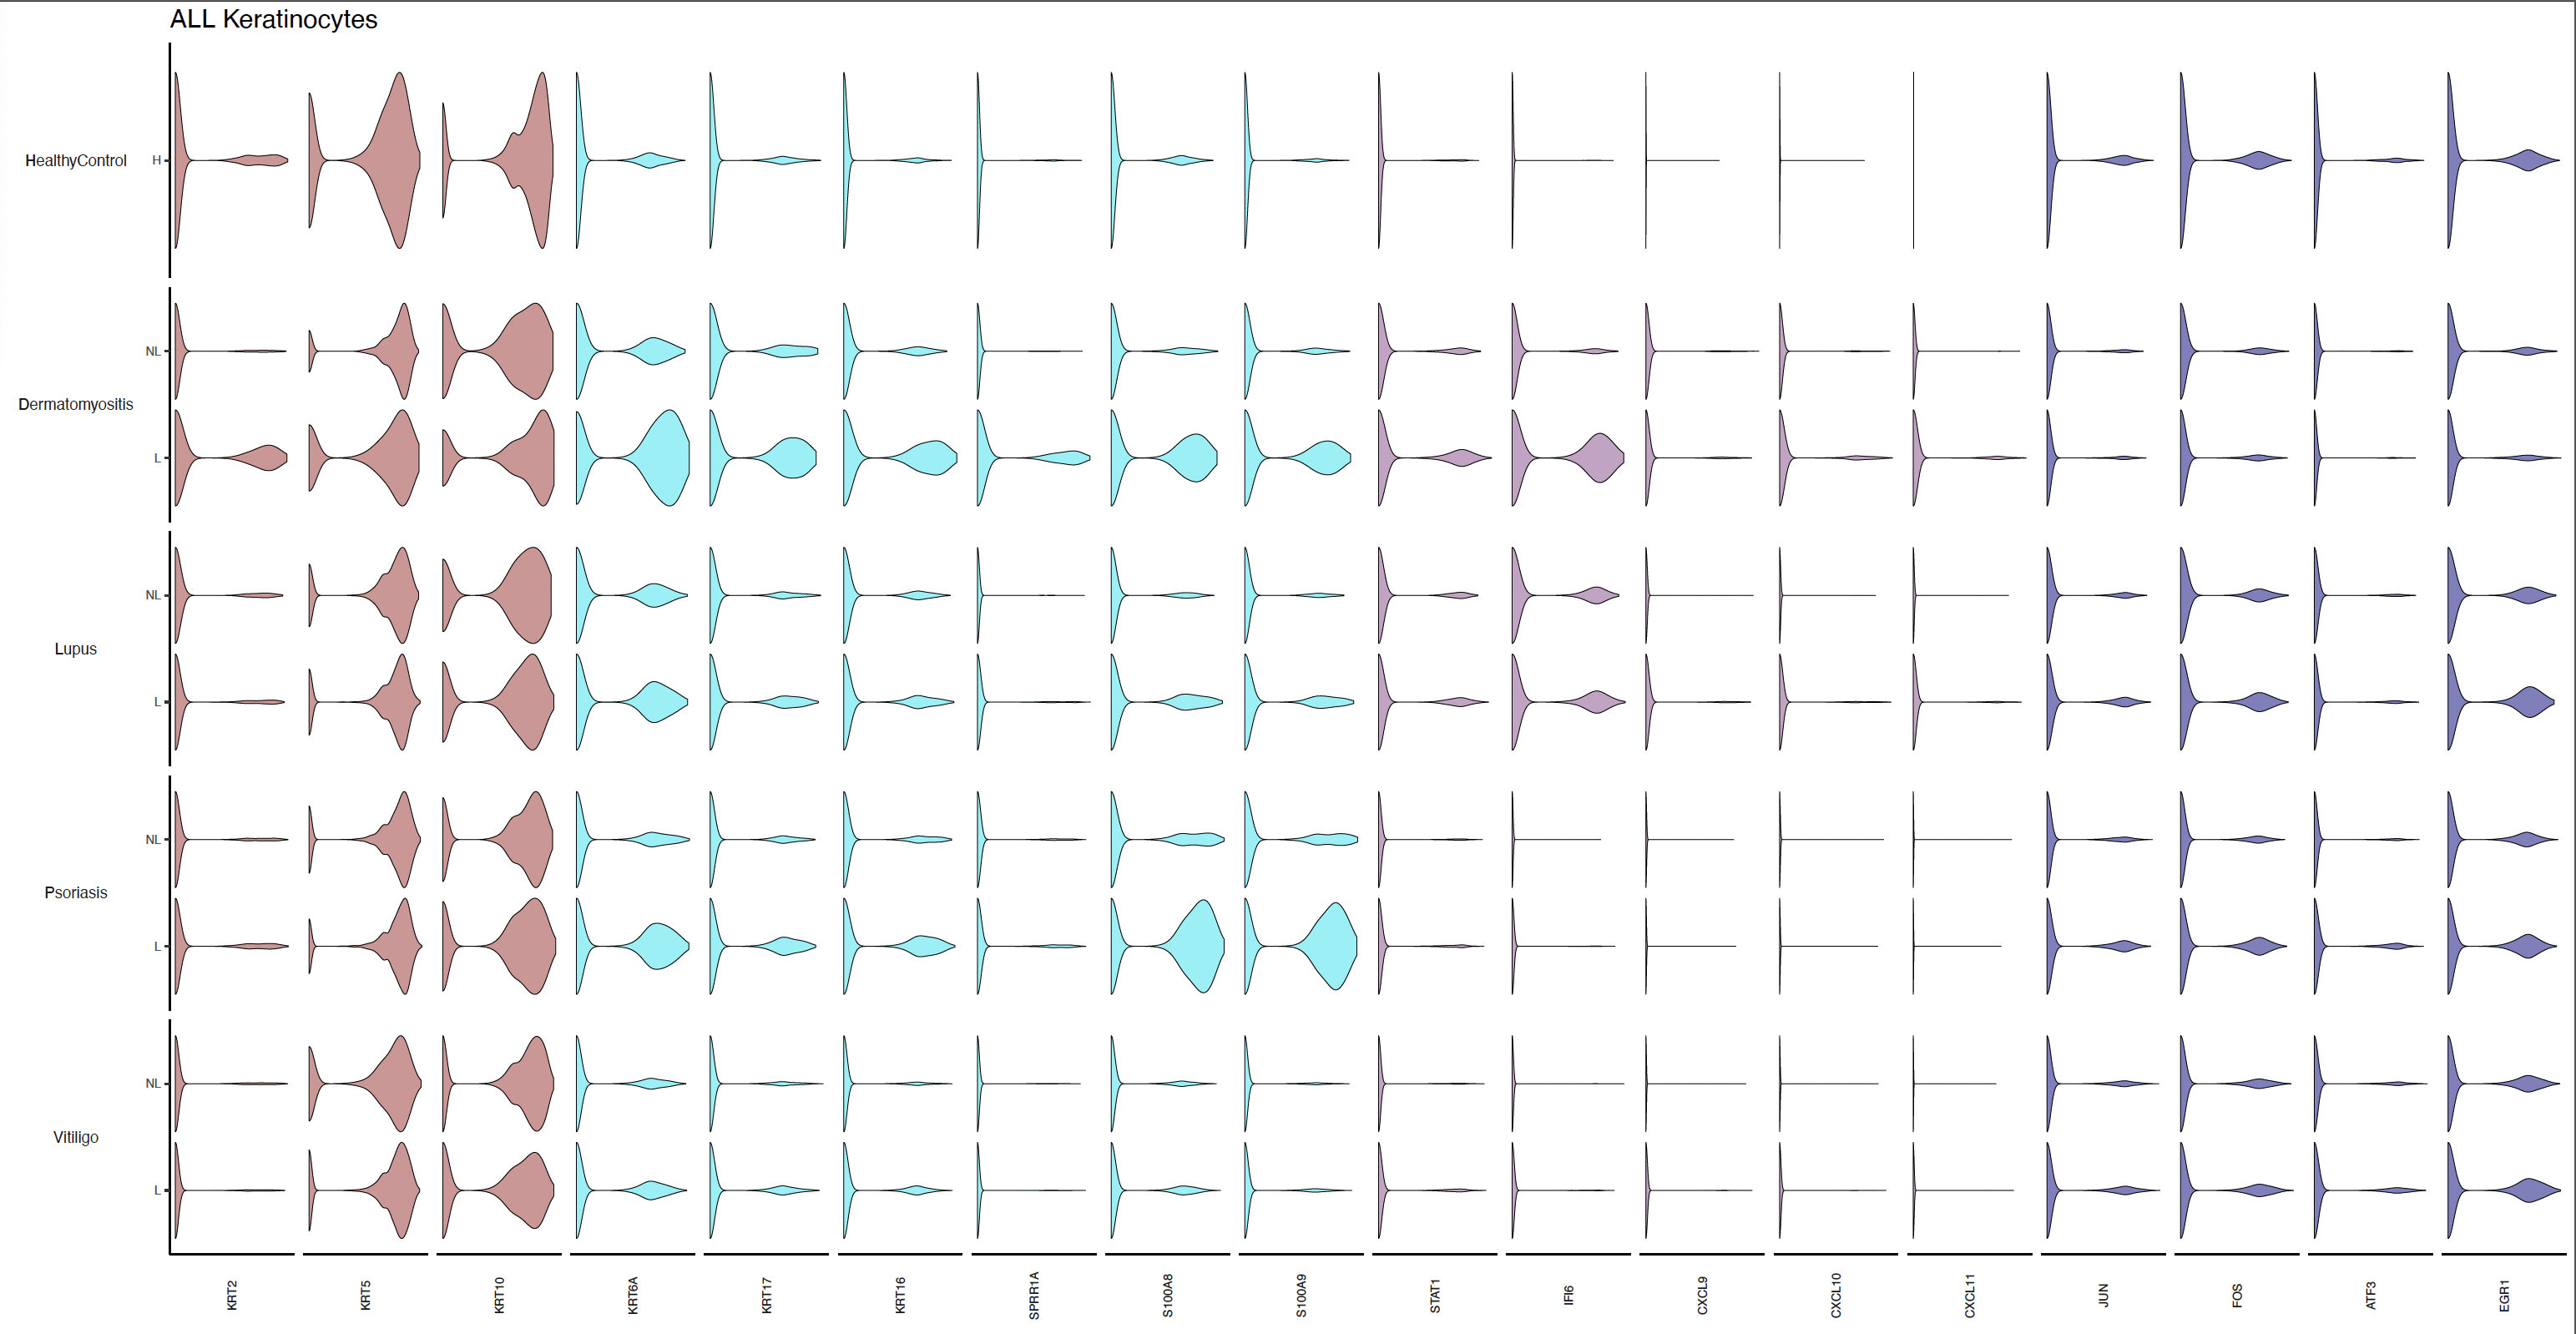 ALL Keratinocytes
HealthyControl
H
Dermatomyositis
NL
L
Lupus
NL
L
Psoriasis
NL
L
Vitiligo
NL
L
KRT2
KRT5
KRT10
KRT6A
KRT17
KRT16
SPRR1A
S100A8
S100A9
STAT1
IFI6
CXCL9
CXCL10
CXCL11
JUN
FOS
ATF3
EGR1